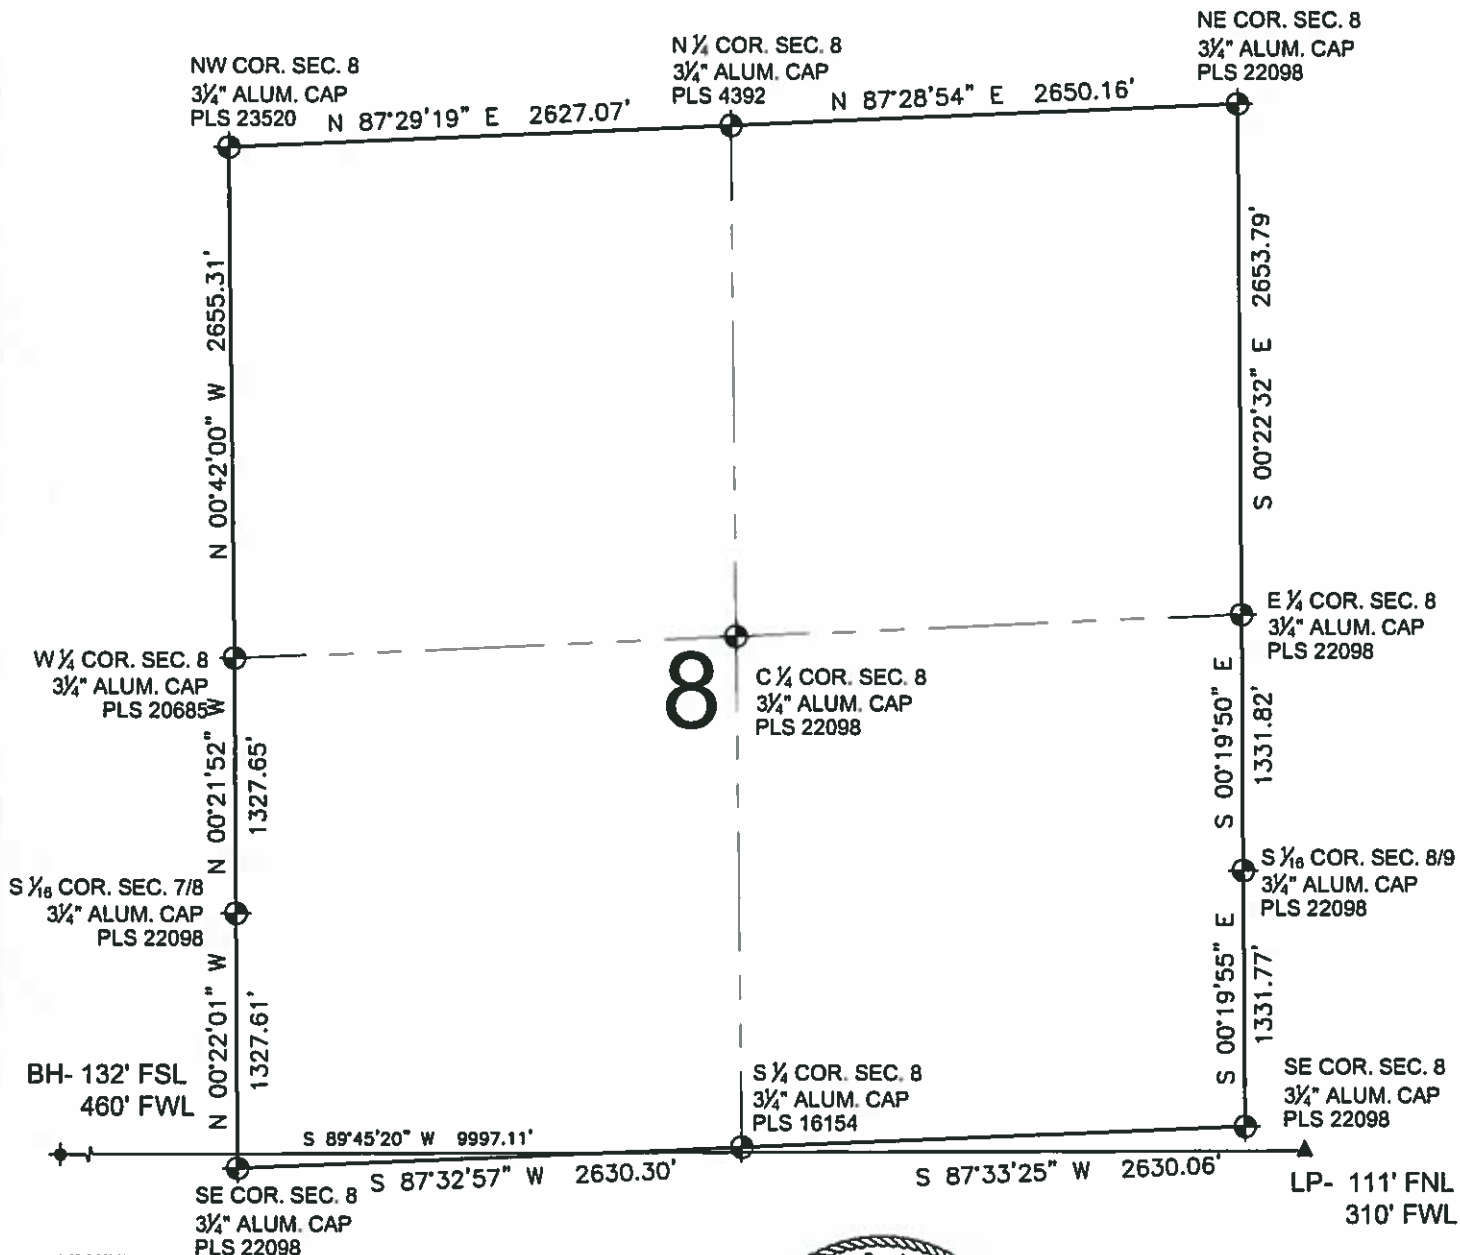 NE COR. SEC. 8
3¼" ALUM. CAP
PLS 22098
N ¼ COR. SEC. 8
3¼" ALUM. CAP
PLS 4392
NW COR. SEC. 8
3¼" ALUM. CAP
PLS 23520
N 87°29'19" E 2627.07'
N 87°28'54" E 2650.16'
N 00°42'00" W 2655.31'
S 00°22'32" E 2653.79'
W ¼ COR. SEC. 8
3¼" ALUM. CAP
PLS 20685
8
C ¼ COR. SEC. 8
3¼" ALUM. CAP
PLS 22098
E ¼ COR. SEC. 8
3¼" ALUM. CAP
PLS 22098
N 00°21'52" W
1327.65'
S 00°19'50" E
1331.82'
S 1/16 COR. SEC. 7/8
3¼" ALUM. CAP
PLS 22098
S 1/16 COR. SEC. 8/9
3¼" ALUM. CAP
PLS 22098
N 00°22'01" W
1327.61'
S 00°19'55" E
1331.77'
BH- 132' FSL
460' FWL
S ¼ COR. SEC. 8
3¼" ALUM. CAP
PLS 16154
SE COR. SEC. 8
3¼" ALUM. CAP
PLS 22098
S 89°45'20" W 9997.11'
S 87°32'57" W 2630.30'
S 87°33'25" W 2630.06'
LP- 111' FNL
310' FWL
SE COR. SEC. 8
3¼" ALUM. CAP
PLS 22098